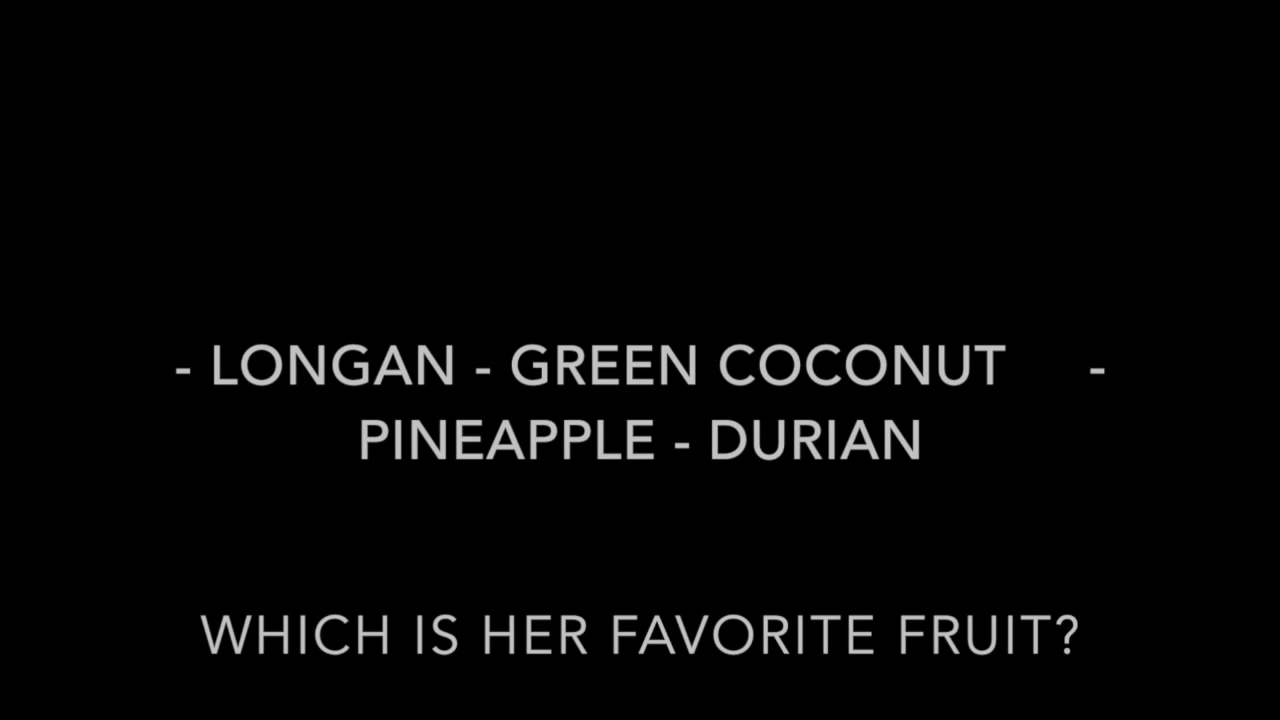 - LONGAN - GREEN COCONUT -
PINEAPPLE - DURIAN
WHICH IS HER FAVORITE FRUIT?